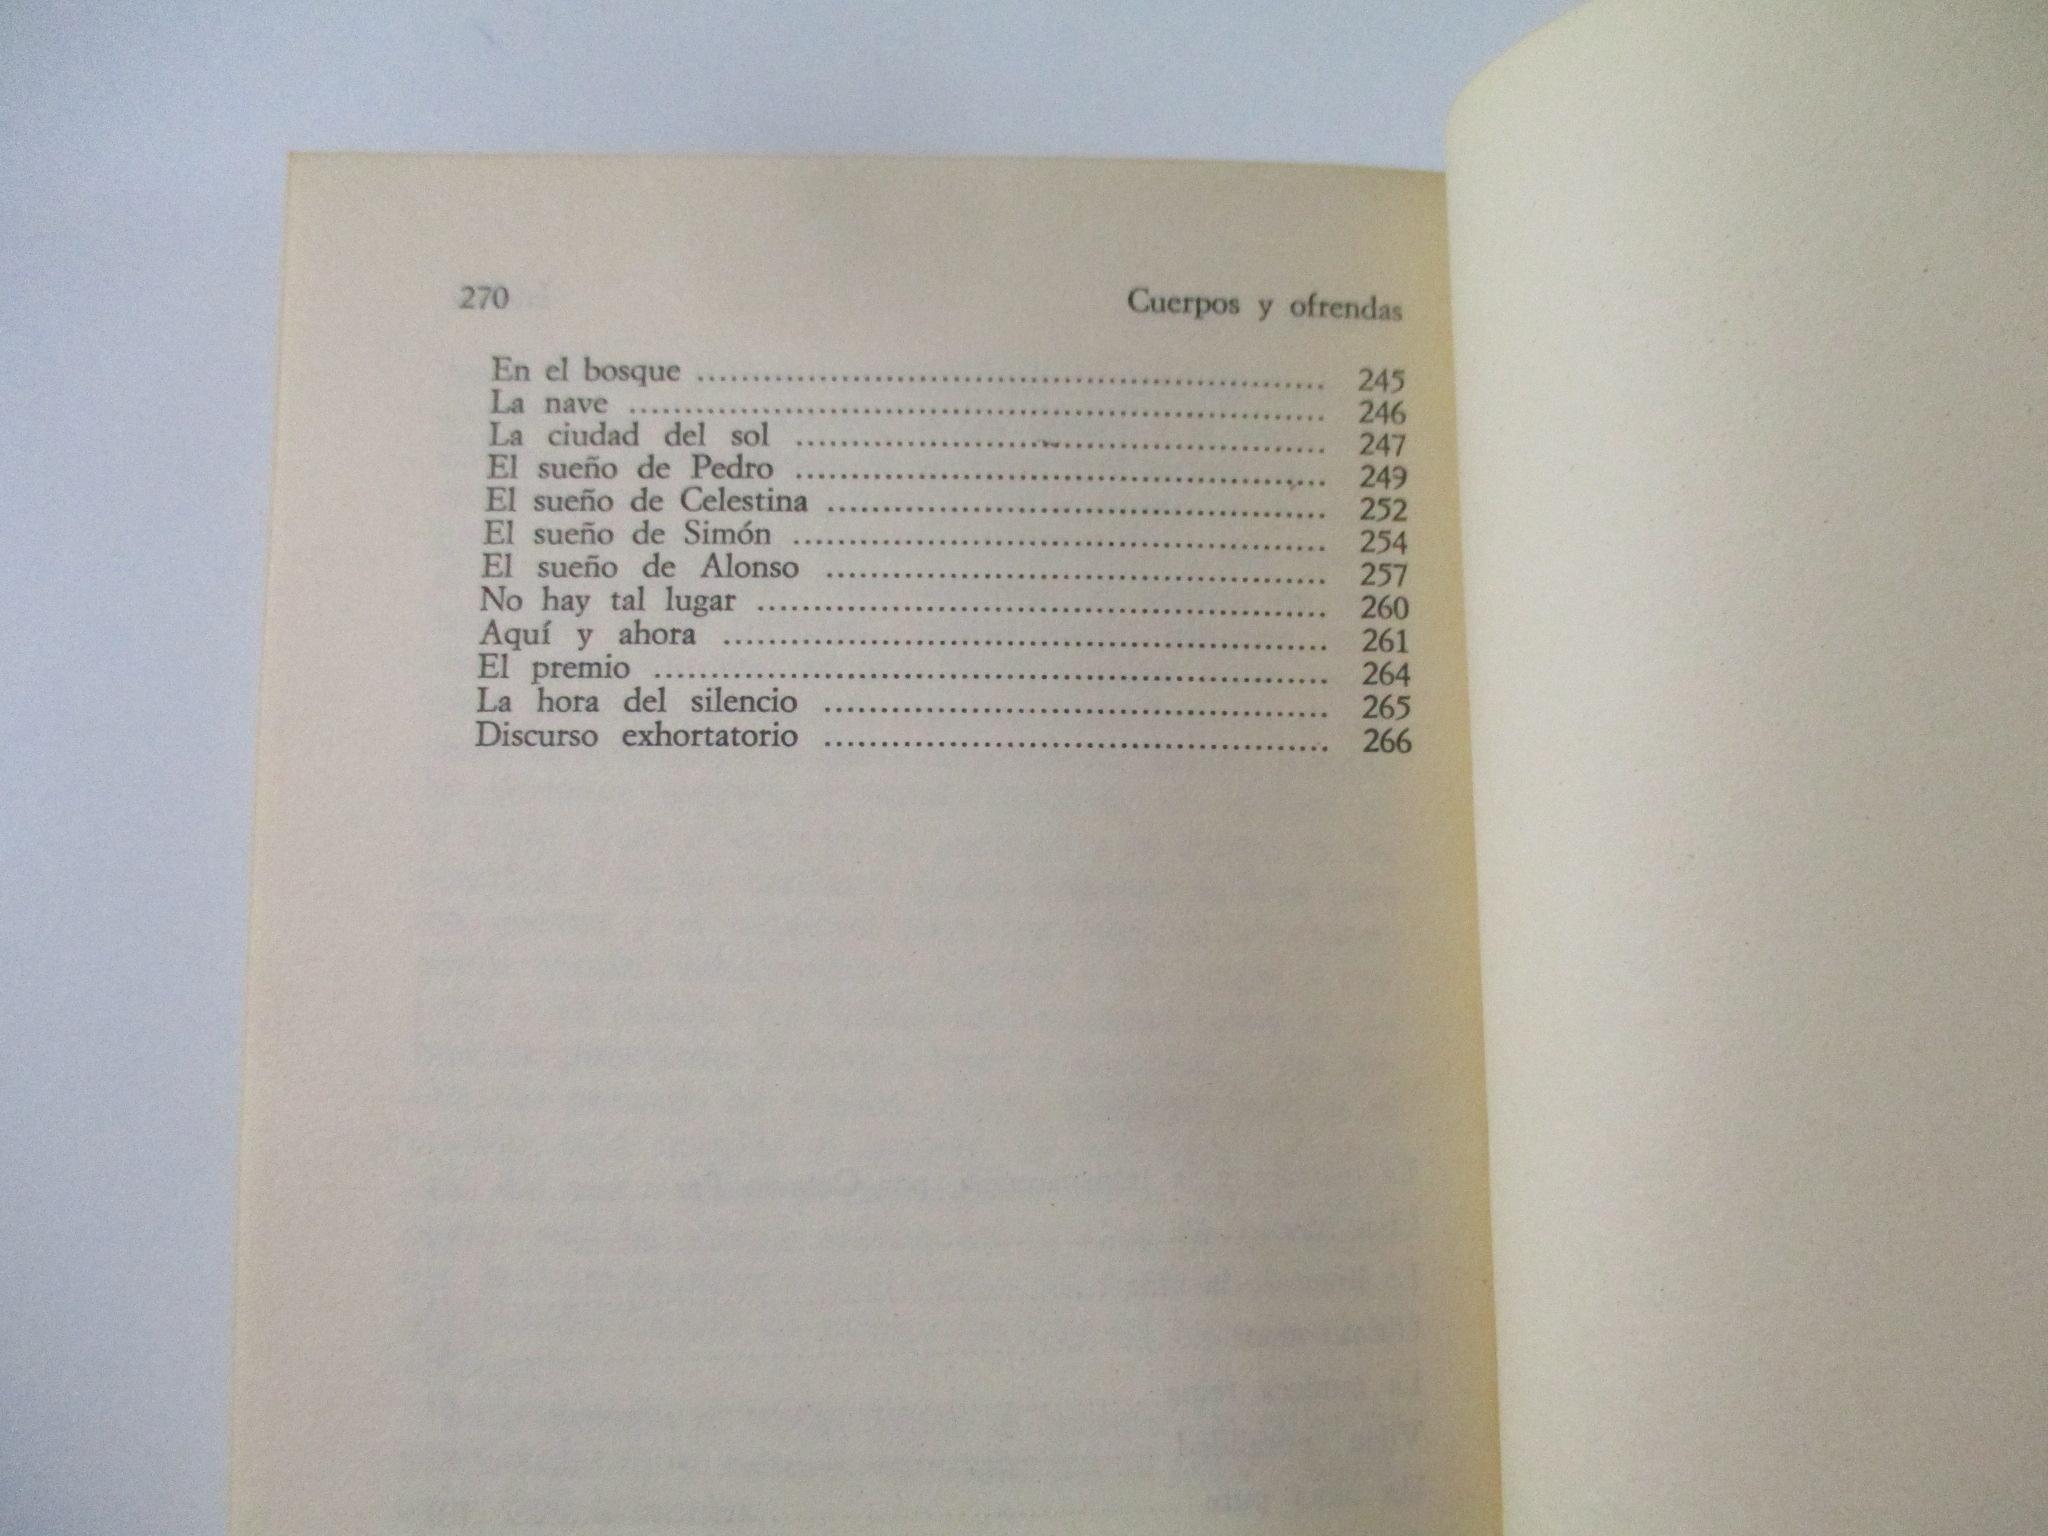 270 Cuerpos y ofrendas
En el bosque ........................................................ 245
La nave .............................................................. 246
La ciudad del sol ............................................... 247
El sueño de Pedro ............................................... 249
El sueño de Celestina ............................................ 252
El sueño de Simón ............................................... 254
El sueño de Alonso ............................................ 257
No hay tal lugar .................................................. 260
Aquí y ahora ..................................................... 261
El premio ............................................................ 264
La hora del silencio ............................................ 265
Discurso exhortatorio ............................................ 266